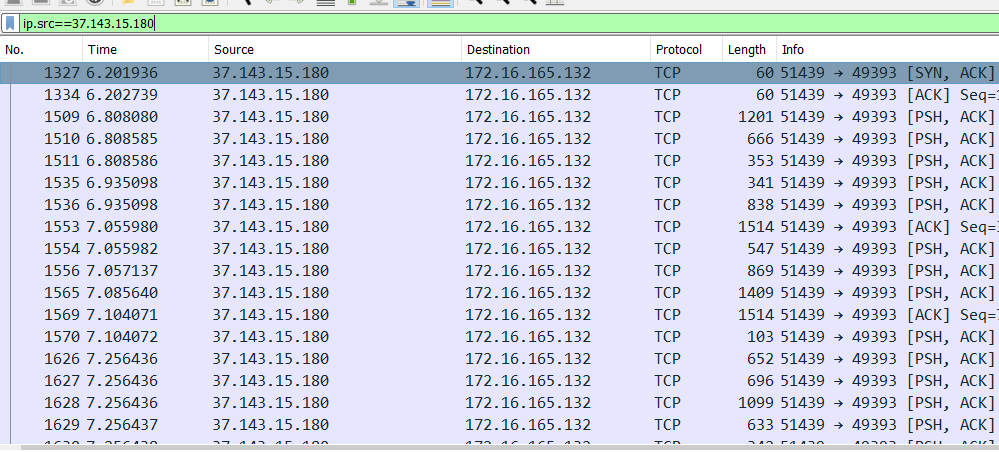 ip.src==37.143.15.180
No. Time Source Destination Protocol Length Info
1327 6.201936 37.143.15.180 172.16.165.132 TCP 60 51439 → 49393 [SYN, ACK]
1334 6.202739 37.143.15.180 172.16.165.132 TCP 60 51439 → 49393 [ACK] Seq=
1509 6.808080 37.143.15.180 172.16.165.132 TCP 1201 51439 → 49393 [PSH, ACK]
1510 6.808585 37.143.15.180 172.16.165.132 TCP 666 51439 → 49393 [PSH, ACK]
1511 6.808586 37.143.15.180 172.16.165.132 TCP 353 51439 → 49393 [PSH, ACK]
1535 6.935098 37.143.15.180 172.16.165.132 TCP 341 51439 → 49393 [PSH, ACK]
1536 6.935098 37.143.15.180 172.16.165.132 TCP 838 51439 → 49393 [PSH, ACK]
1553 7.055980 37.143.15.180 172.16.165.132 TCP 1514 51439 → 49393 [ACK] Seq=
1554 7.055982 37.143.15.180 172.16.165.132 TCP 547 51439 → 49393 [PSH, ACK]
1556 7.057137 37.143.15.180 172.16.165.132 TCP 869 51439 → 49393 [PSH, ACK]
1565 7.085640 37.143.15.180 172.16.165.132 TCP 1409 51439 → 49393 [PSH, ACK]
1569 7.104071 37.143.15.180 172.16.165.132 TCP 1514 51439 → 49393 [ACK] Seq=
1570 7.104072 37.143.15.180 172.16.165.132 TCP 103 51439 → 49393 [PSH, ACK]
1626 7.256436 37.143.15.180 172.16.165.132 TCP 652 51439 → 49393 [PSH, ACK]
1627 7.256436 37.143.15.180 172.16.165.132 TCP 696 51439 → 49393 [PSH, ACK]
1628 7.256436 37.143.15.180 172.16.165.132 TCP 1099 51439 → 49393 [PSH, ACK]
1629 7.256437 37.143.15.180 172.16.165.132 TCP 633 51439 → 49393 [PSH, ACK]